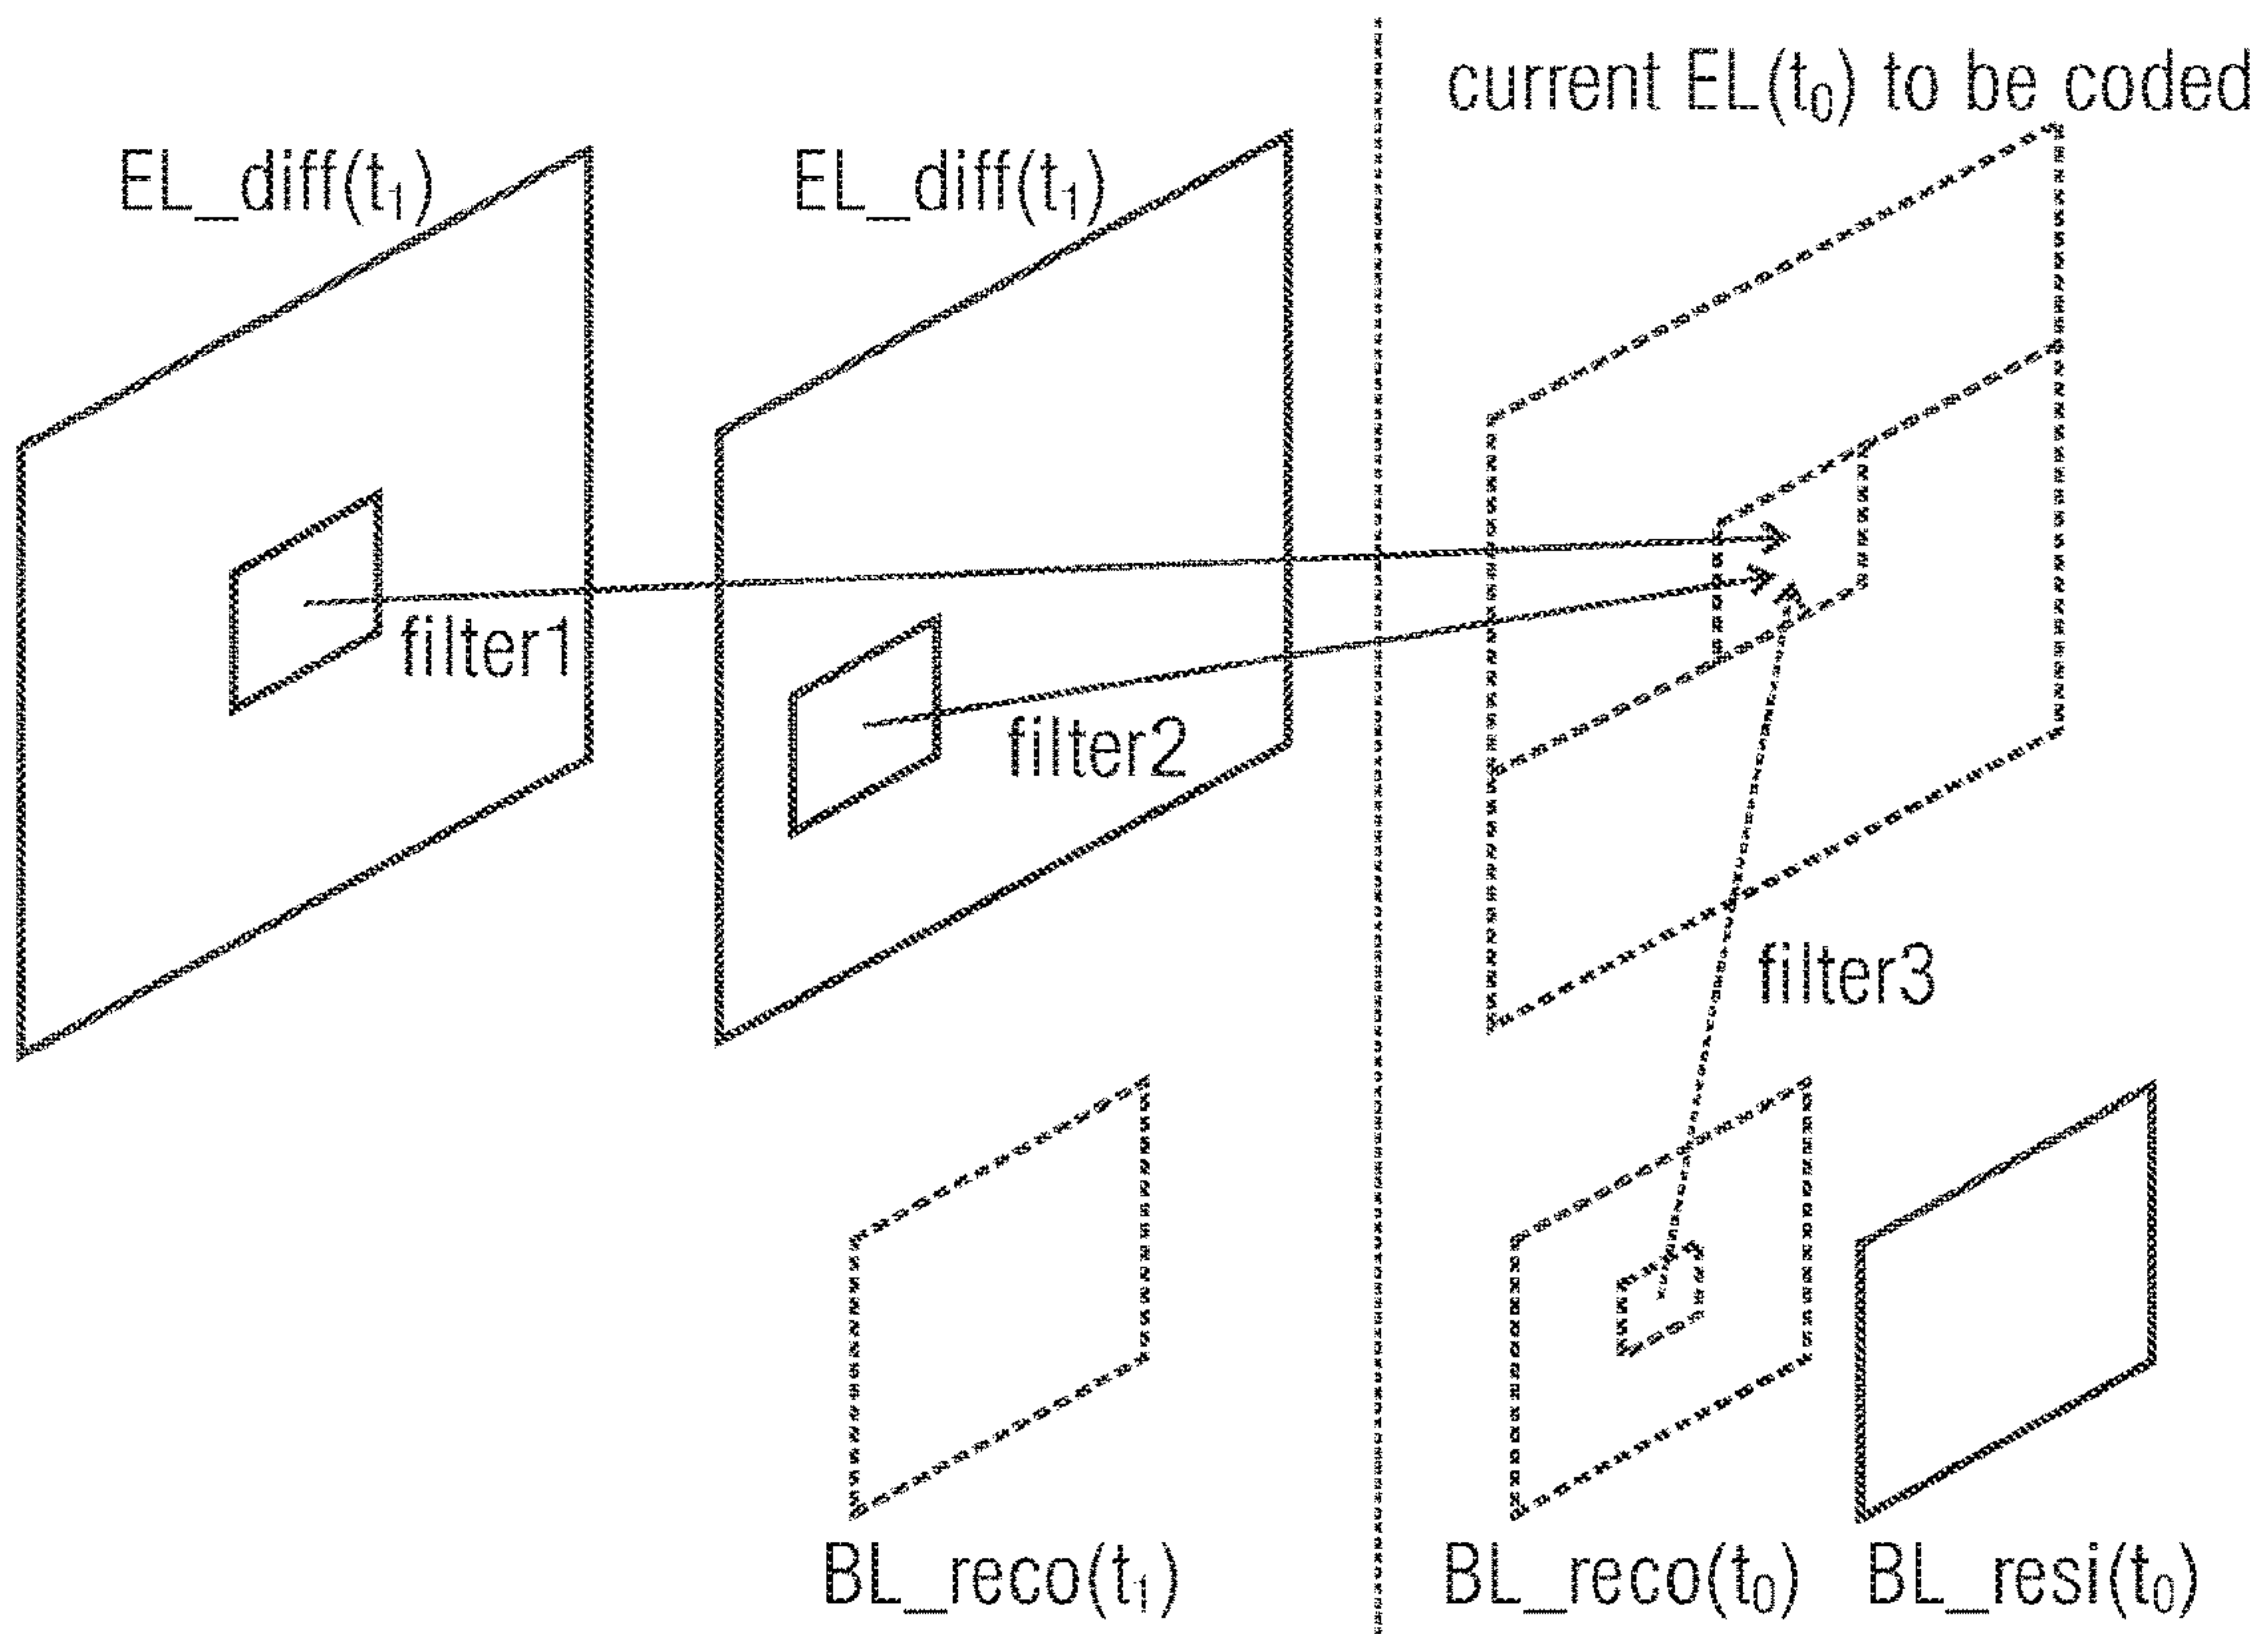 current EL(t₀) to be coded
EL_diff(t₁)
EL_diff(t₁)
filter1
filter2
filter3
BL_reco(t₁)
BL_reco(t₀)
BL_resi(t₀)